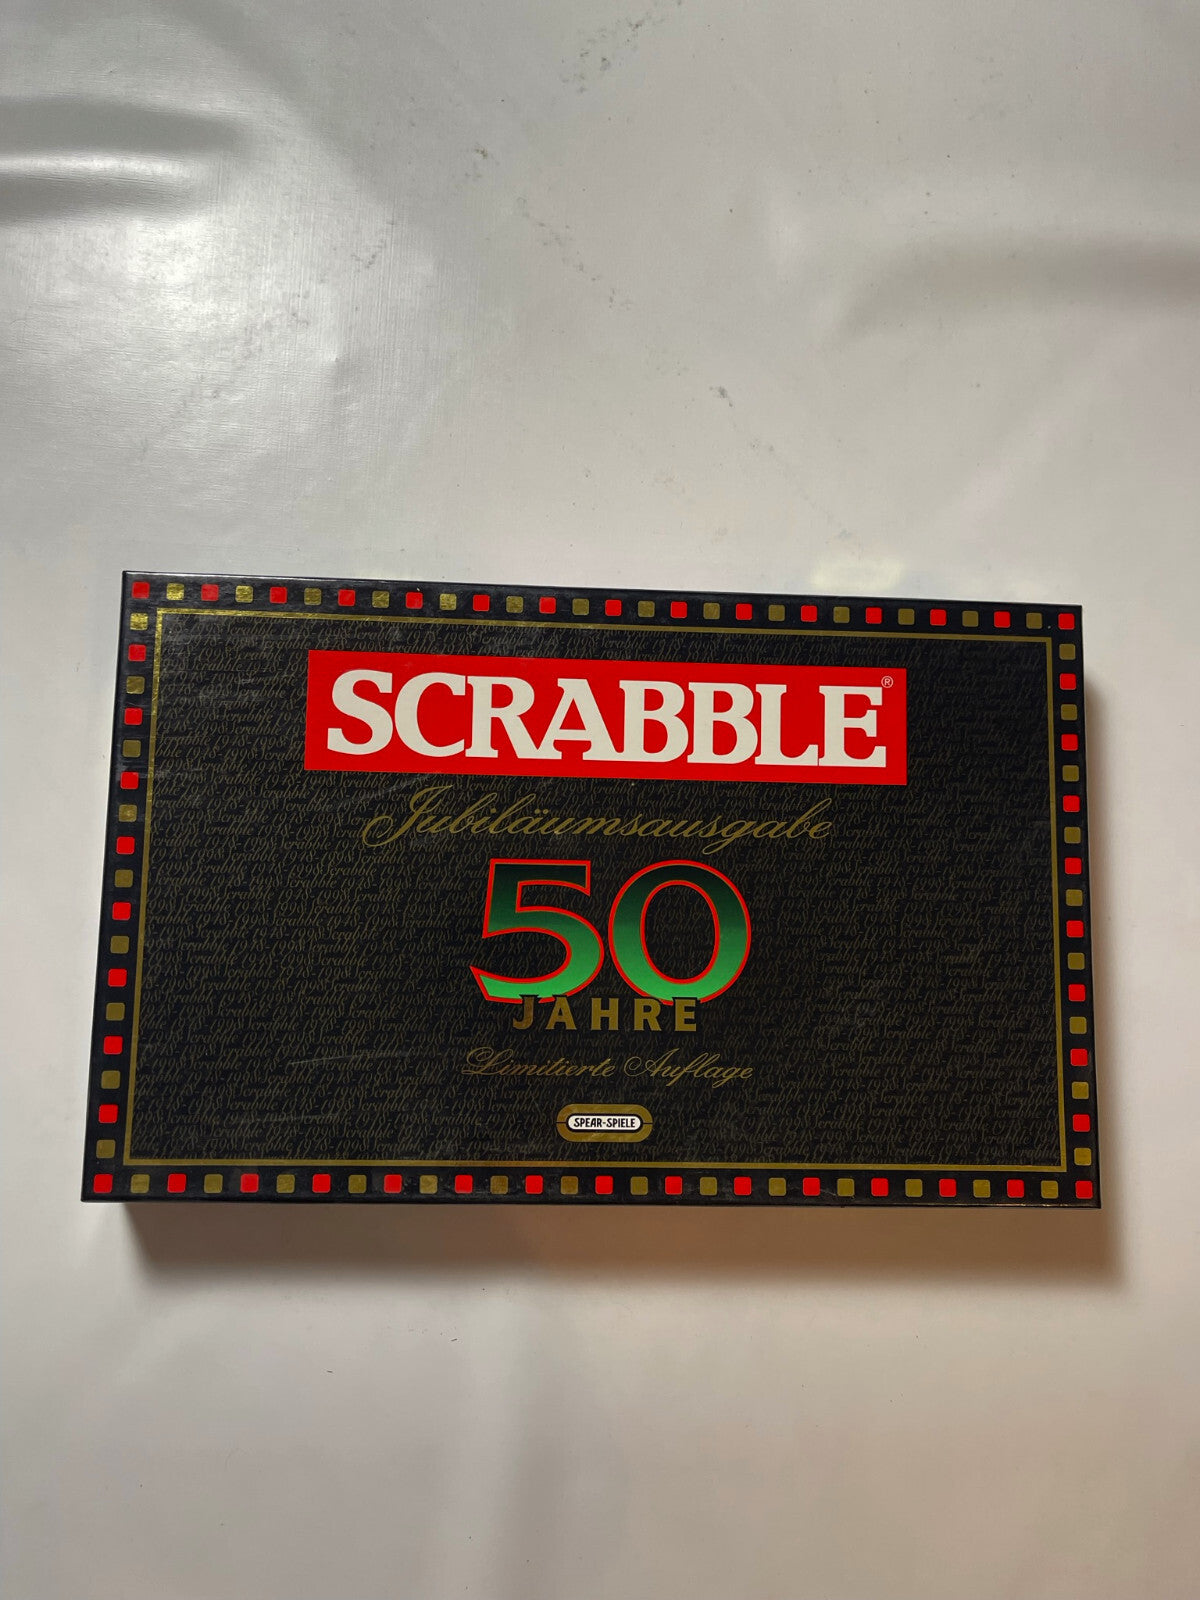 SCRABBLE®
Jubiläumsausgabe
50
JAHRE
Limitierte Auflage
SPEAR-SPIELE